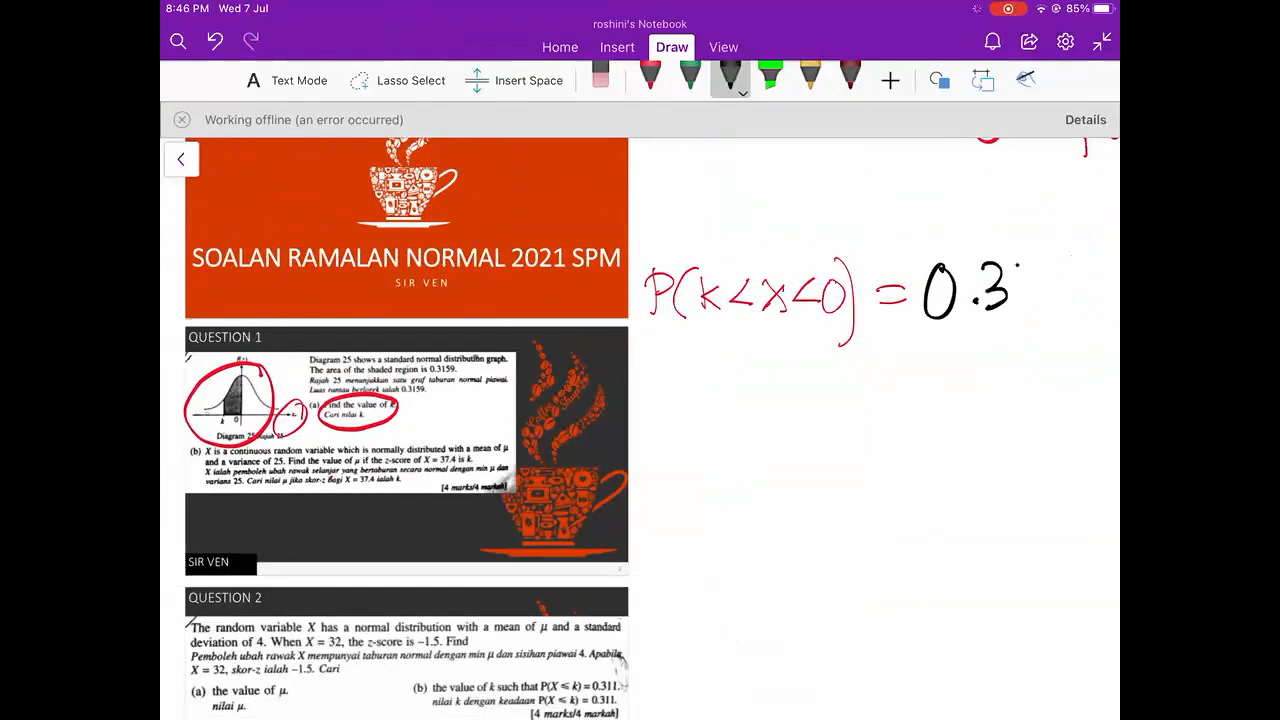 8:46 PM Wed 7 Jul
85%
roshini's Notebook
Home Insert Draw View
Text Mode Lasso Select Insert Space
Working offline (an error occurred) Details
SOALAN RAMALAN NORMAL 2021 SPM
SIR VEN
P(k<x<0) = 0.3
QUESTION 1
Diagram 25 shows a standard normal distribution graph.
The area of the shaded region is 0.3159.
Rajah 25 menunjukkan satu graf taburan normal piawai.
Luas rantau berlorek ialah 0.3159.
(a) Find the value of k.
Cari nilai k.
k 0
Diagram 25 Rajah 25
(b) X is a continuous random variable which is normally distributed with a mean of μ
and a variance of 25. Find the value of μ if the z-score of X = 37.4 is k.
X ialah pemboleh ubah rawak selanjar yang bertaburan secara normal dengan min μ dan
varians 25. Cari nilai μ jika skor-z bagi X = 37.4 ialah k.
[4 marks/4 markah]
SIR VEN
2
QUESTION 2
The random variable X has a normal distribution with a mean of μ and a standard
deviation of 4. When X = 32, the z-score is −1.5. Find
Pemboleh ubah rawak X mempunyai taburan normal dengan min μ dan sisihan piawai 4. Apabila
X = 32, skor-z ialah −1.5. Cari
(a) the value of μ.
nilai μ.
(b) the value of k such that P(X ⩽ k) = 0.311.
nilai k dengan keadaan P(X ⩽ k) = 0.311.
[4 marks/4 markah]